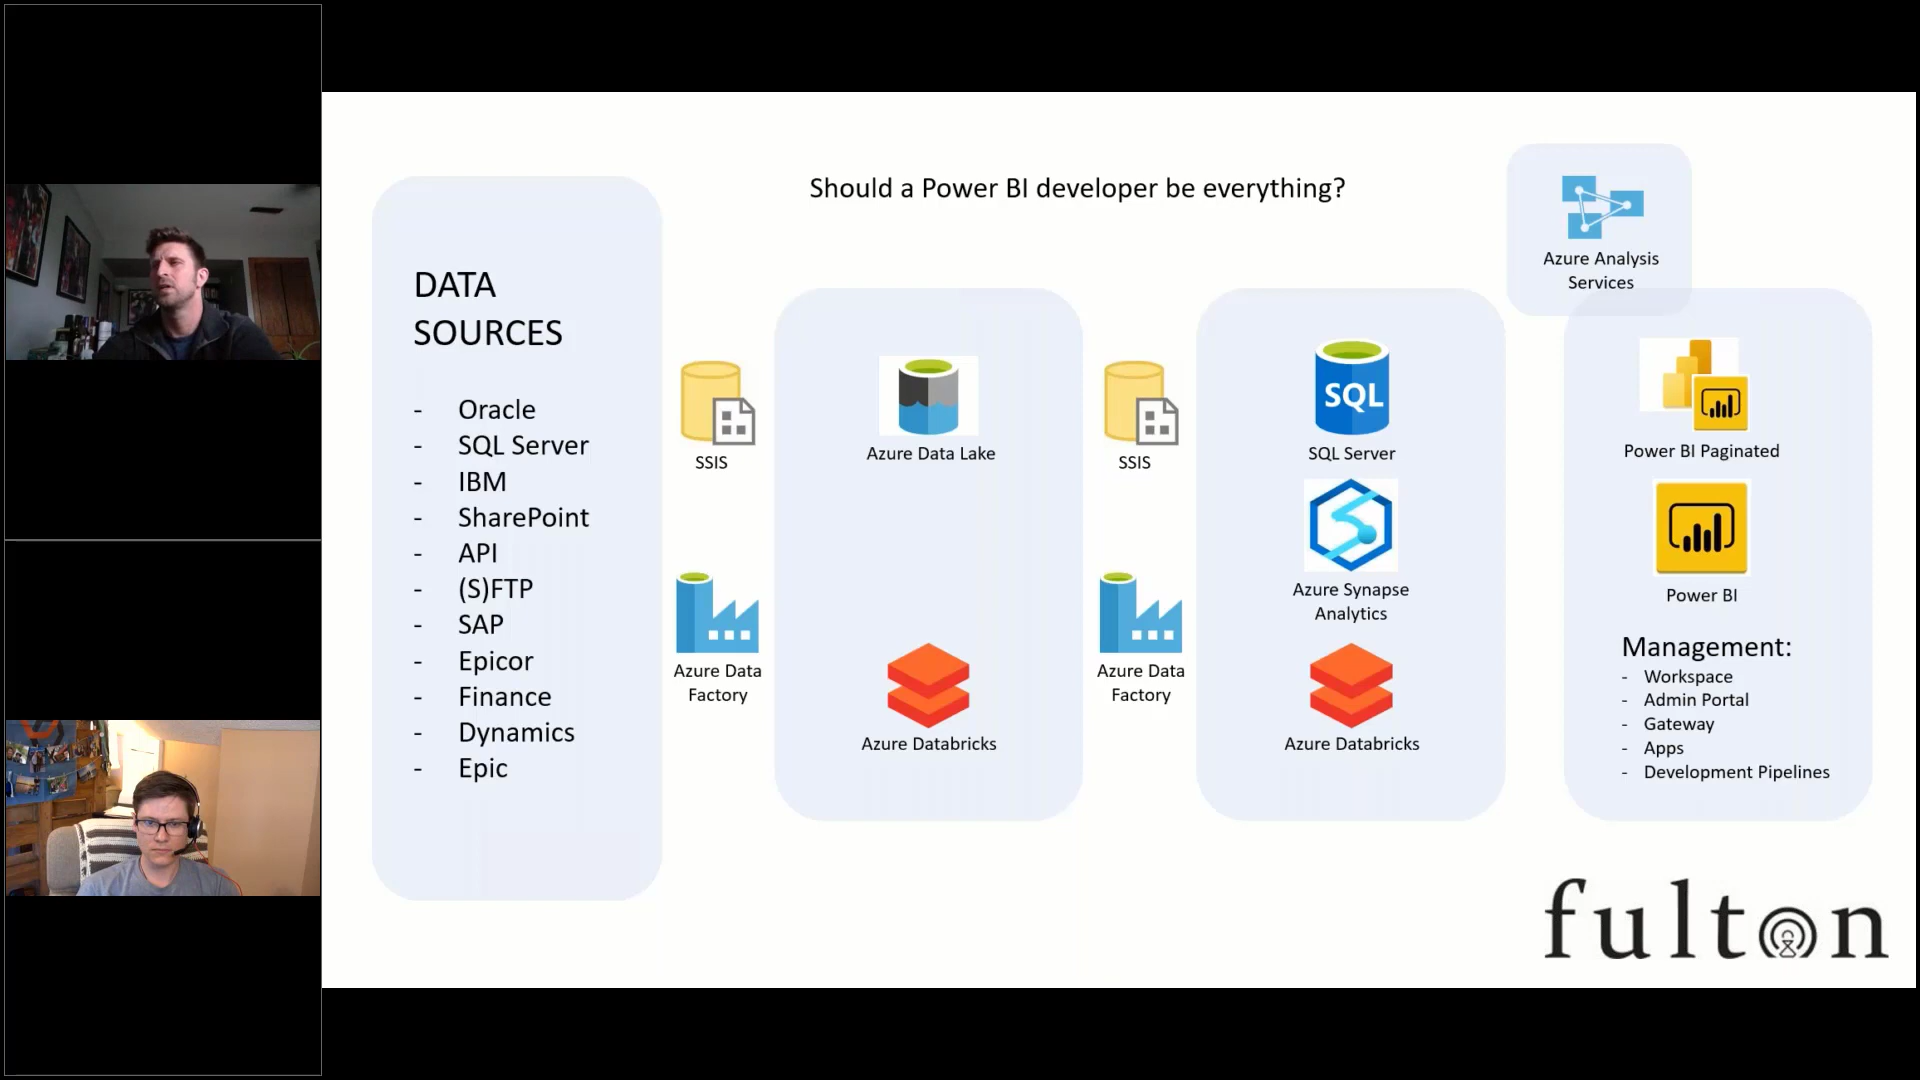 Should a Power BI developer be everything?
DATA
SOURCES
- Oracle
- SQL Server
- IBM
- SharePoint
- API
- (S)FTP
- SAP
- Epicor
- Finance
- Dynamics
- Epic
SSIS
Azure Data
Factory
Azure Data Lake
Azure Databricks
SSIS
Azure Data
Factory
SQL
SQL Server
Azure Synapse
Analytics
Azure Databricks
Azure Analysis
Services
Power BI Paginated
Power BI
Management:
- Workspace
- Admin Portal
- Gateway
- Apps
- Development Pipelines
fulton